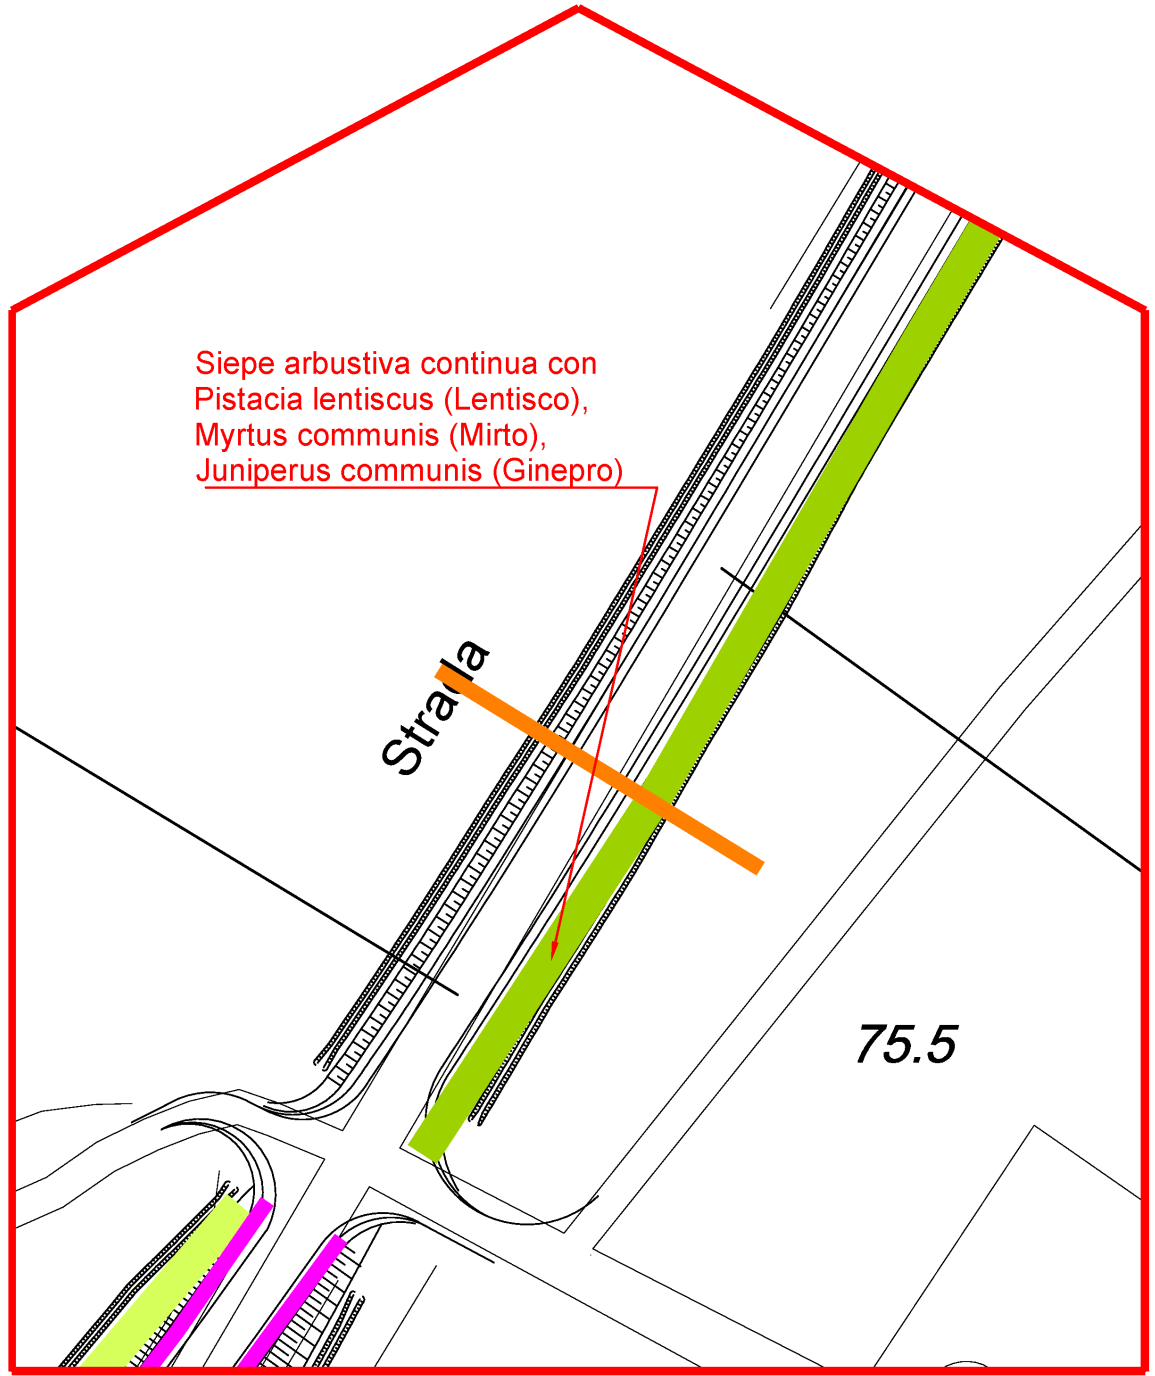 Siepe arbustiva continua con
Pistacia lentiscus (Lentisco),
Myrtus communis (Mirto),
Juniperus communis (Ginepro)
Strada
75.5